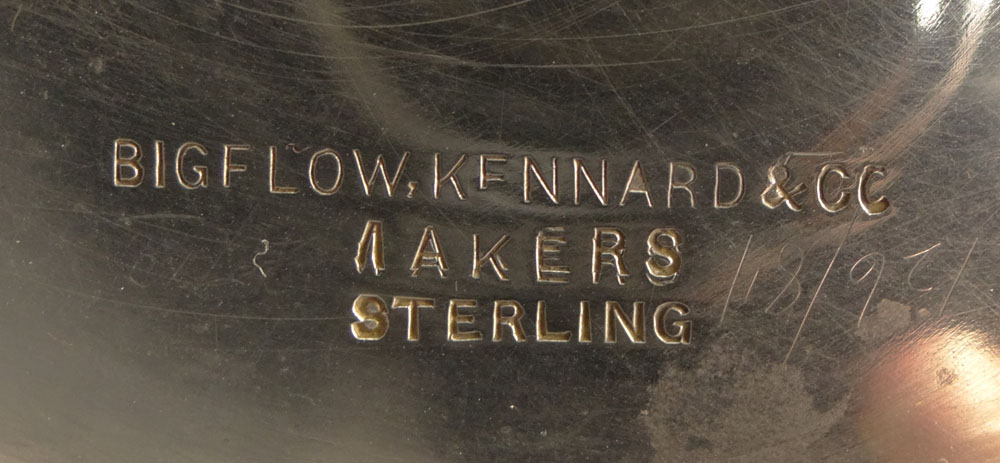 BIGELOW, KENNARD & CO
MAKERS
STERLING